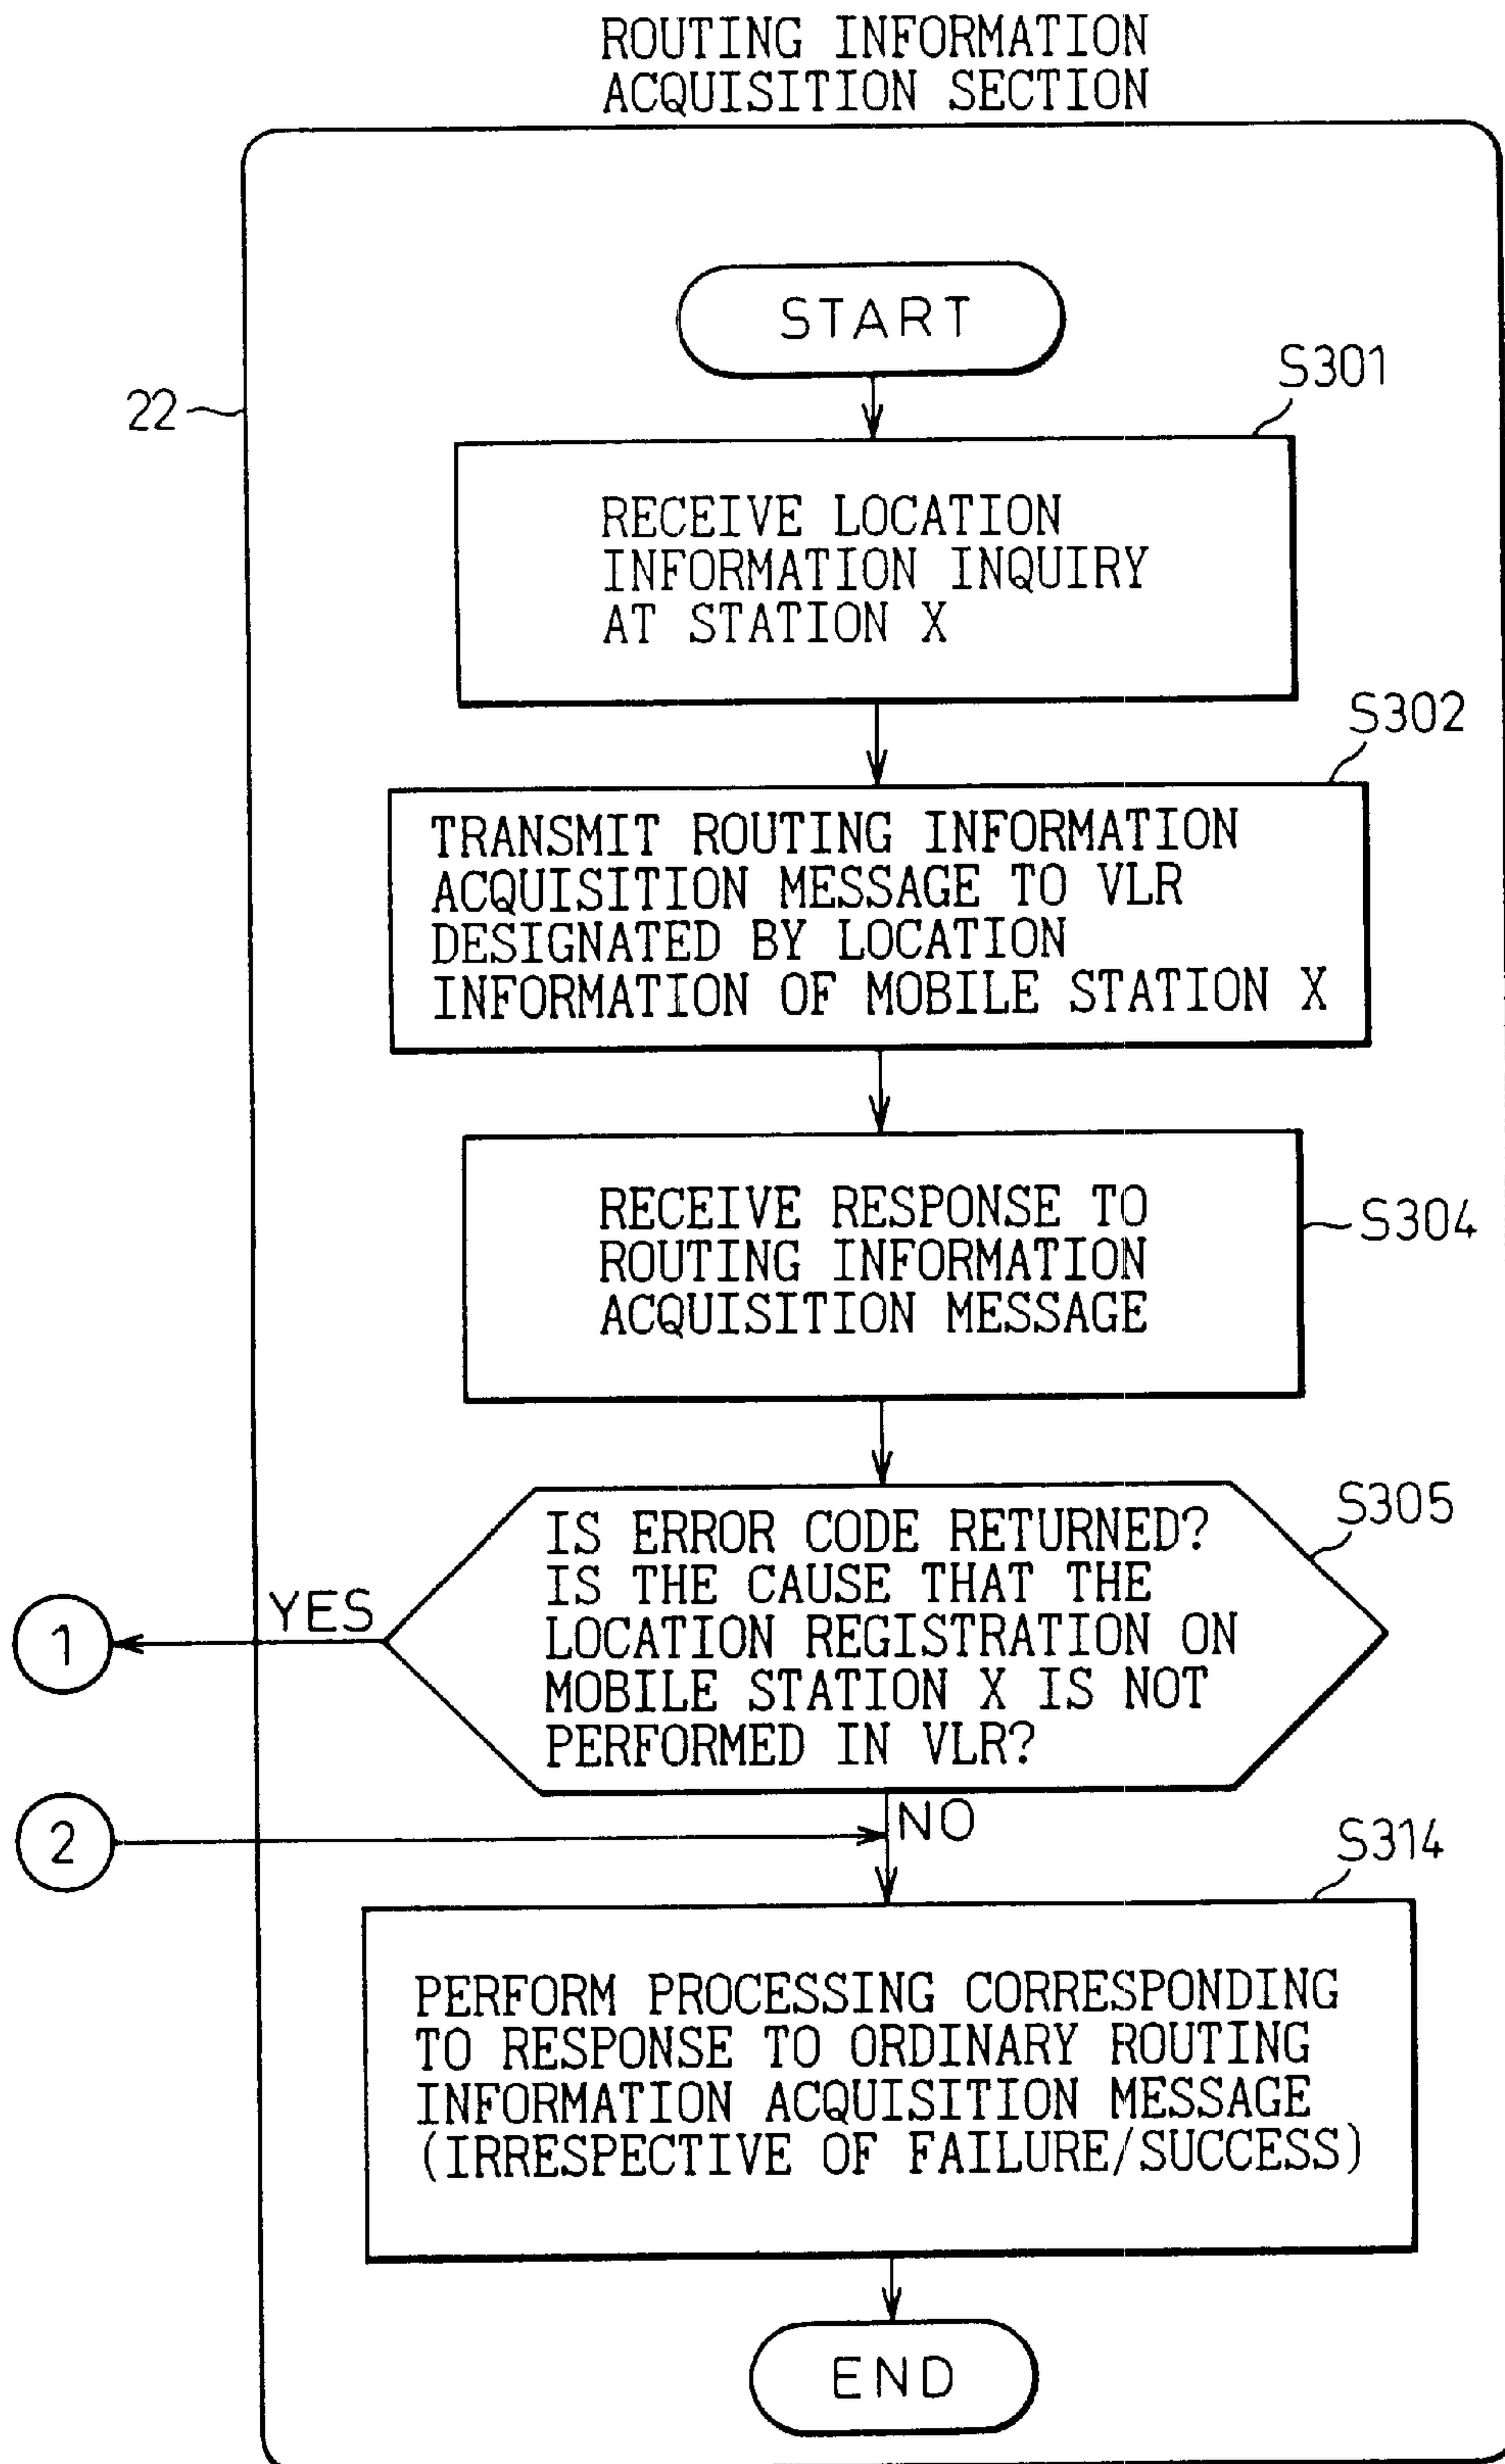 ROUTING INFORMATION
ACQUISITION SECTION
START
22
S301
RECEIVE LOCATION
INFORMATION INQUIRY
AT STATION X
S302
TRANSMIT ROUTING INFORMATION
ACQUISITION MESSAGE TO VLR
DESIGNATED BY LOCATION
INFORMATION OF MOBILE STATION X
RECEIVE RESPONSE TO
ROUTING INFORMATION
ACQUISITION MESSAGE
S304
S305
IS ERROR CODE RETURNED?
IS THE CAUSE THAT THE
LOCATION REGISTRATION ON
MOBILE STATION X IS NOT
PERFORMED IN VLR?
YES
1
2
NO
S314
PERFORM PROCESSING CORRESPONDING
TO RESPONSE TO ORDINARY ROUTING
INFORMATION ACQUISITION MESSAGE
(IRRESPECTIVE OF FAILURE/SUCCESS)
END